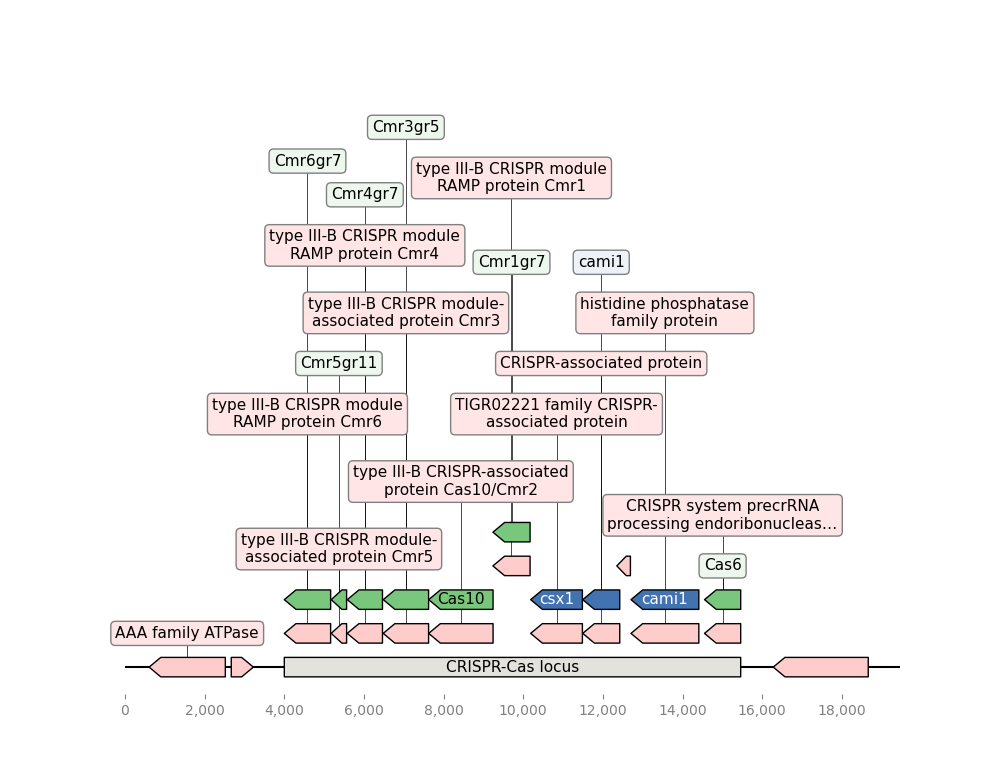 Cmr3gr5
Cmr6gr7
type III-B CRISPR module
RAMP protein Cmr1
Cmr4gr7
type III-B CRISPR module
RAMP protein Cmr4
Cmr1gr7
cami1
type III-B CRISPR module-
associated protein Cmr3
histidine phosphatase
family protein
Cmr5gr11
CRISPR-associated protein
type III-B CRISPR module
RAMP protein Cmr6
TIGR02221 family CRISPR-
associated protein
type III-B CRISPR-associated
protein Cas10/Cmr2
CRISPR system precrRNA
processing endoribonucleas...
type III-B CRISPR module-
associated protein Cmr5
Cas6
Cas10
csx1
cami1
AAA family ATPase
CRISPR-Cas locus
0
2,000
4,000
6,000
8,000
10,000
12,000
14,000
16,000
18,000